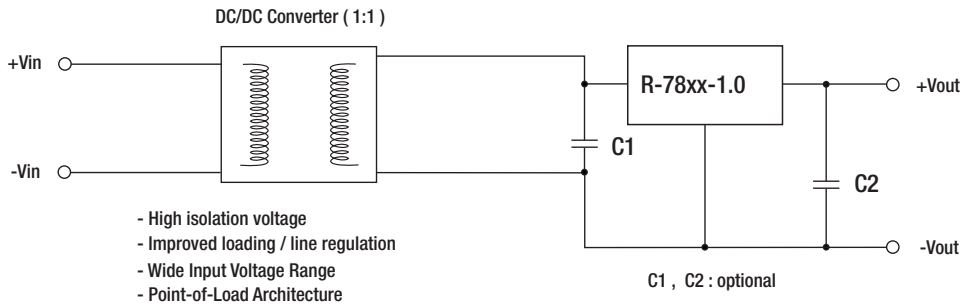 DC/DC Converter ( 1:1 )
+Vin
R-78xx-1.0
+Vout
C1
-Vin
C2
- High isolation voltage
- Improved loading / line regulation
-Vout
- Wide Input Voltage Range
C1 , C2 : optional
- Point-of-Load Architecture